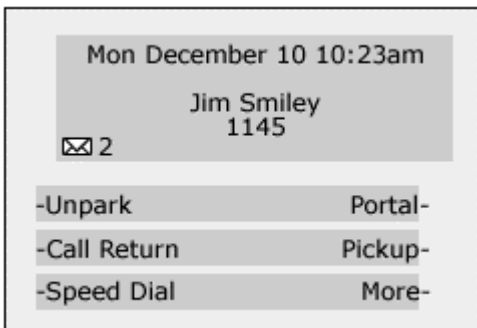 Mon December 10 10:23am
Jim Smiley
1145
2
-Unpark Portal-
-Call Return Pickup-
-Speed Dial More-